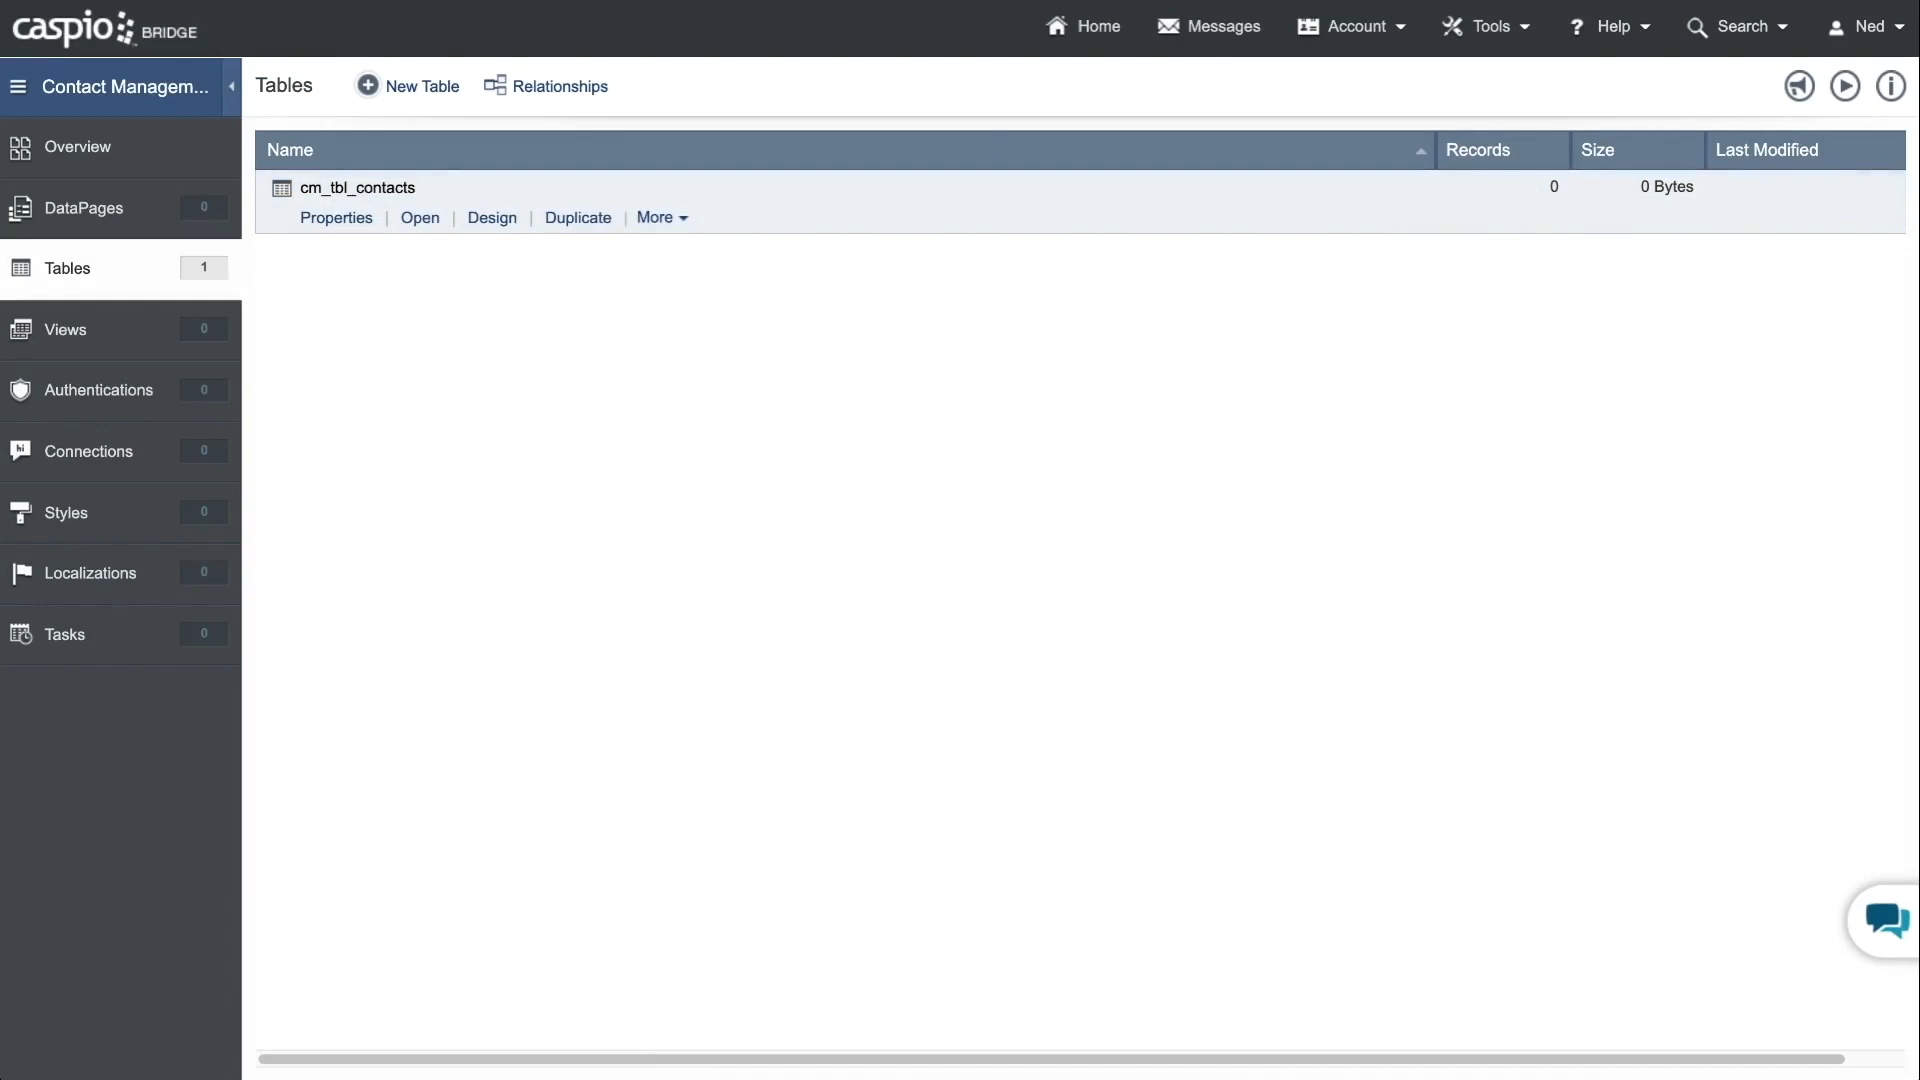 caspio BRIDGE
Home
Messages
Account
Tools
? Help
Search
Ned
Contact Managem...
Tables
New Table
Relationships
Overview
DataPages 0
Tables 1
Views 0
Authentications 0
hi Connections 0
Styles 0
Localizations 0
Tasks 0
Name Records Size Last Modified
cm_tbl_contacts 0 0 Bytes
Properties | Open | Design | Duplicate | More